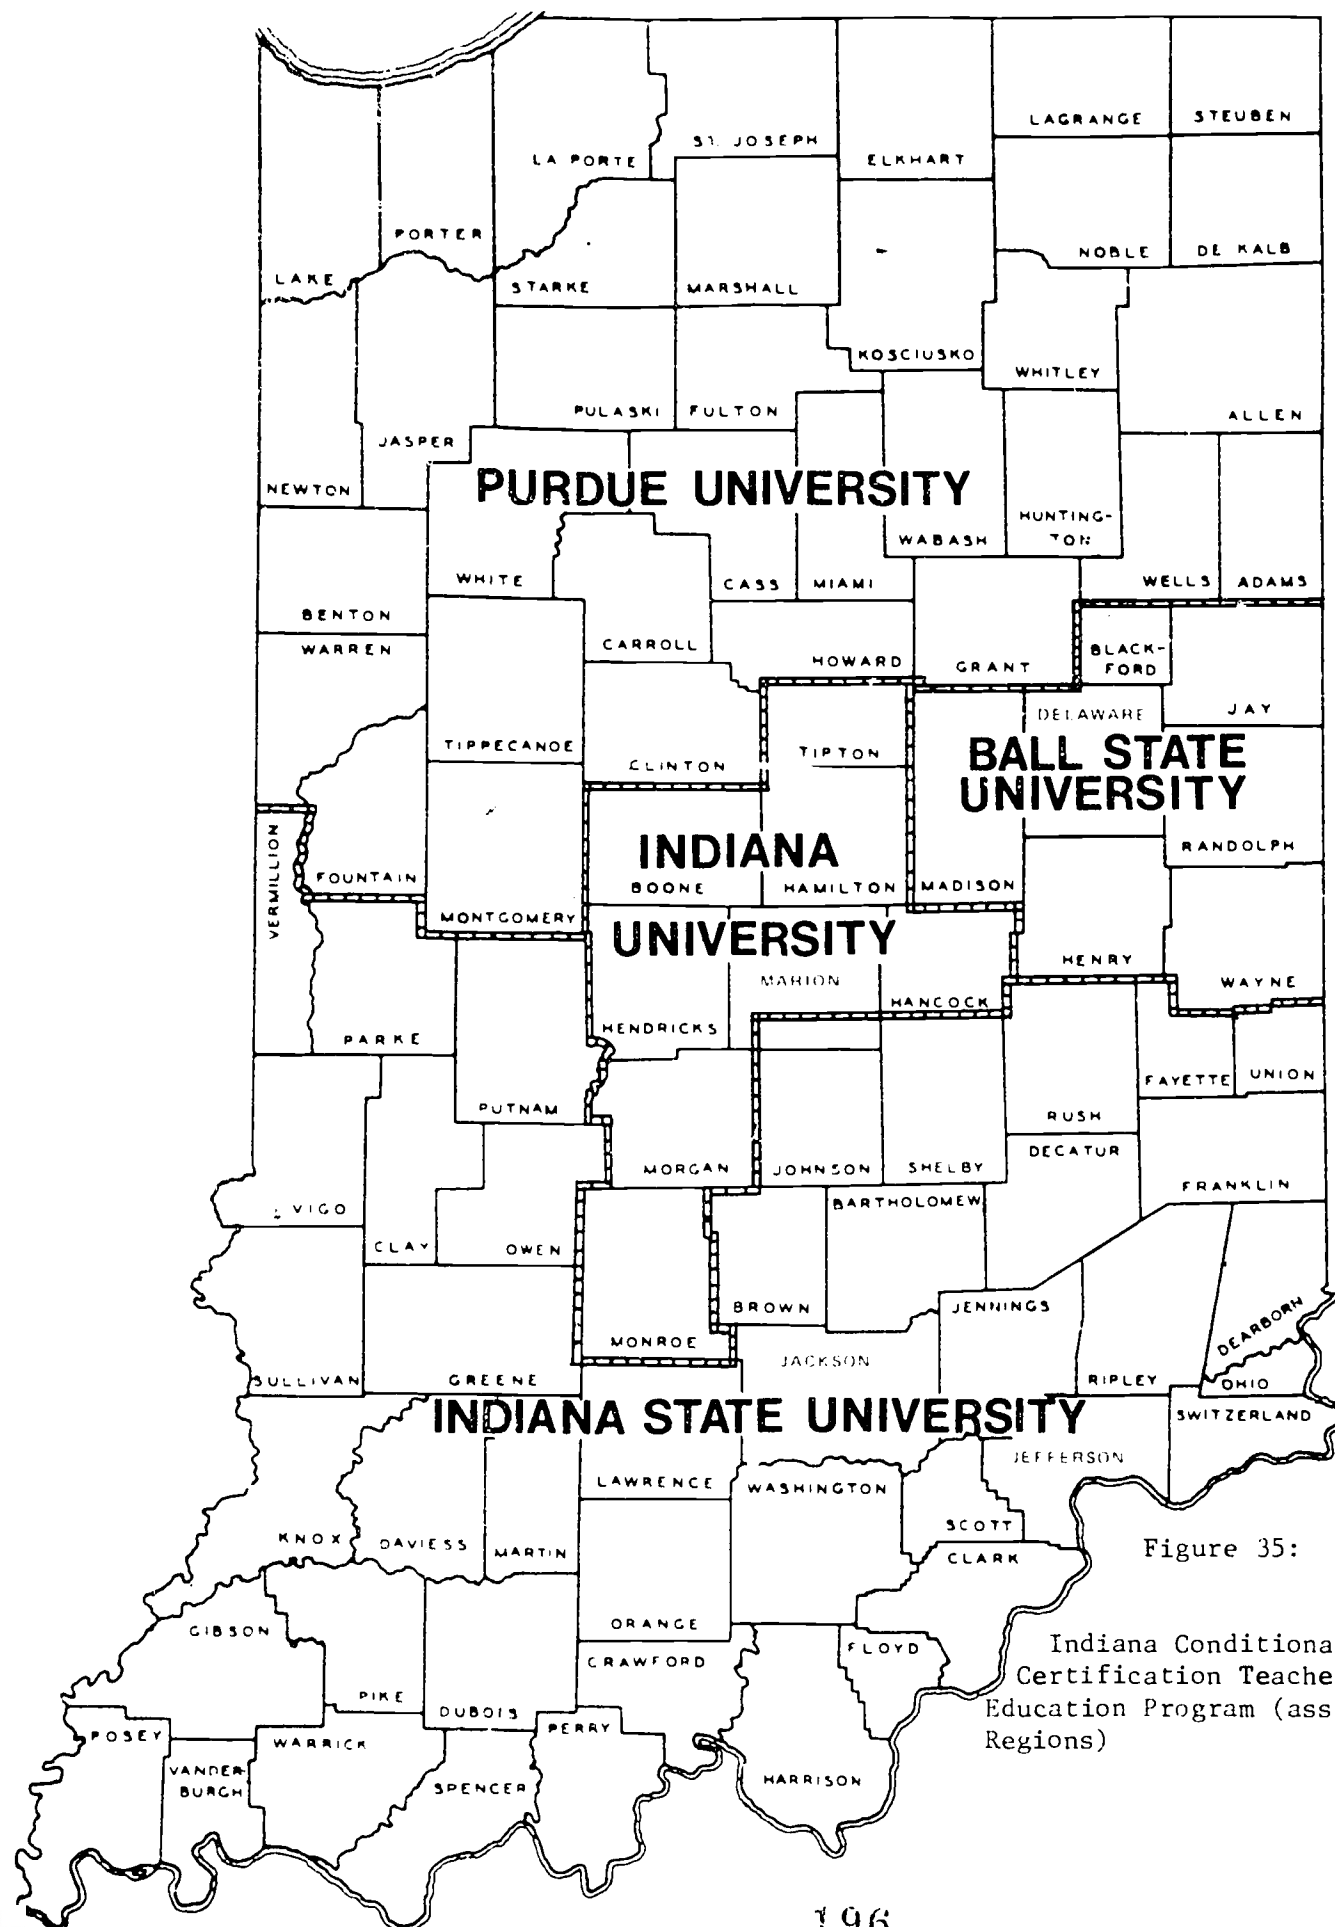 LAGRANGE
STEUBEN
ST. JOSEPH
LA PORTE
ELKHART
PORTER
NOBLE
DE KALB
LAKE
STARKE
MARSHALL
KOSCIUSKO
WHITLEY
PULASKI
FULTON
ALLEN
JASPER
PURDUE UNIVERSITY
NEWTON
HUNTING-
TON
WABASH
WHITE
CASS
MIAMI
WELLS
ADAMS
BENTON
WARREN
CARROLL
HOWARD
GRANT
BLACK-
FORD
DELAWARE
JAY
TIPPECANOE
CLINTON
TIPTON
BALL STATE
UNIVERSITY
VERMILLION
FOUNTAIN
MONTGOMERY
INDIANA
BOONE
HAMILTON
MADISON
RANDOLPH
UNIVERSITY
MARION
HENRY
WAYNE
HANCOCK
HENDRICKS
PARKE
PUTNAM
FAYETTE
UNION
RUSH
DECATUR
MORGAN
JOHNSON
SHELBY
FRANKLIN
VIGO
CLAY
OWEN
BARTHOLOMEW
BROWN
JENNINGS
DEARBORN
MONROE
JACKSON
SULLIVAN
GREENE
RIPLEY
OHIO
INDIANA STATE UNIVERSITY
SWITZERLAND
JEFFERSON
LAWRENCE
WASHINGTON
SCOTT
KNOX
DAVIESS
MARTIN
CLARK
Figure 35:
GIBSON
ORANGE
FLOYD
CRAWFORD
Indiana Conditiona
Certification Teache
Education Program (ass
Regions)
PIKE
DUBOIS
PERRY
POSEY
WARRICK
VANDER-
BURGH
SPENCER
HARRISON
196